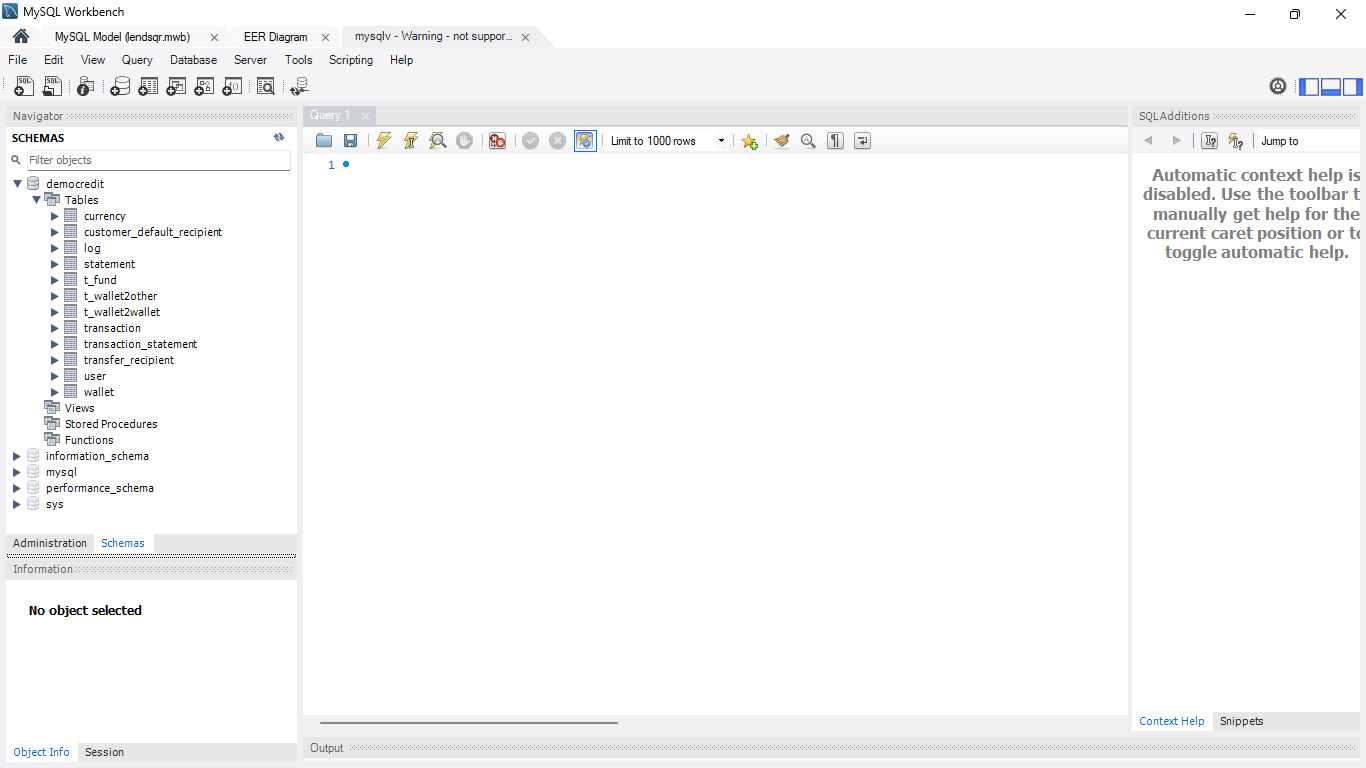 MySQL Workbench
MySQL Model (lendsqr.mwb)
EER Diagram
mysqlv - Warning - not suppor...
File Edit View Query Database Server Tools Scripting Help
Navigator
SCHEMAS
Filter objects
democredit
Tables
currency
customer_default_recipient
log
statement
t_fund
t_wallet2other
t_wallet2wallet
transaction
transaction_statement
transfer_recipient
user
wallet
Views
Stored Procedures
Functions
information_schema
mysql
performance_schema
sys
Administration Schemas
Information
No object selected
Object Info Session
Query 1
Limit to 1000 rows
1
Output
SQLAdditions
Jump to
Automatic context help is
disabled. Use the toolbar t
manually get help for the
current caret position or to
toggle automatic help.
Context Help Snippets